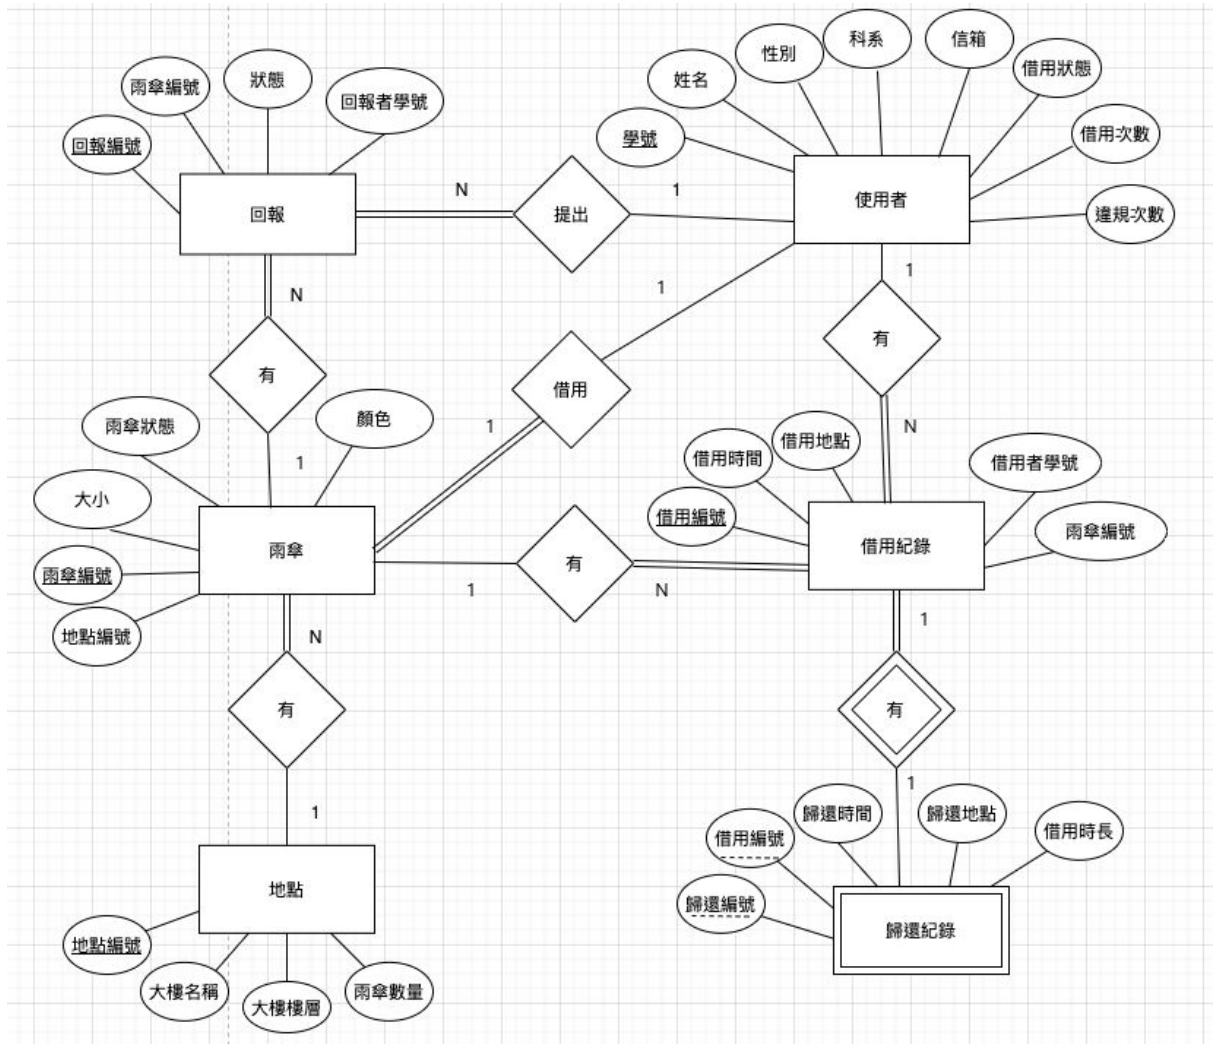 科系
信箱
性別
借用狀態
狀態
姓名
雨傘編號
回報者學號
借用次數
學號
回報編號
使用者
N
1
回報
提出
違規次數
1
1
N
有
有
借用
顏色
雨傘狀態
1
N
借用地點
借用時間
1
借用者學號
大小
借用編號
雨傘編號
雨傘
借用紀錄
有
雨傘編號
1
N
1
地點編號
N
有
有
1
1
歸還時間
歸還地點
借用時長
借用編號
地點
歸還編號
歸還紀錄
地點編號
大樓名稱
雨傘數量
大樓樓層